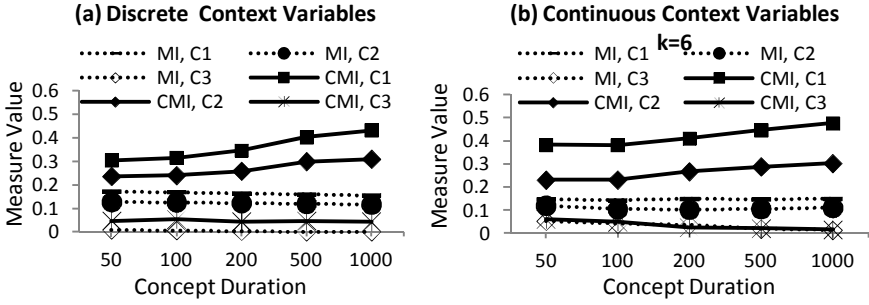 (a) Discrete Context Variables
MI, C1
MI, C2
MI, C3
CMI, C1
CMI, C2
CMI, C3
Measure Value
0.6
0.5
0.4
0.3
0.2
0.1
0
50 100 200 500 1000
Concept Duration
(b) Continuous Context Variables
k=6
MI, C1
MI, C2
MI, C3
CMI, C1
CMI, C2
CMI, C3
Measure Value
0.6
0.5
0.4
0.3
0.2
0.1
0
50 100 200 500 1000
Concept Duration